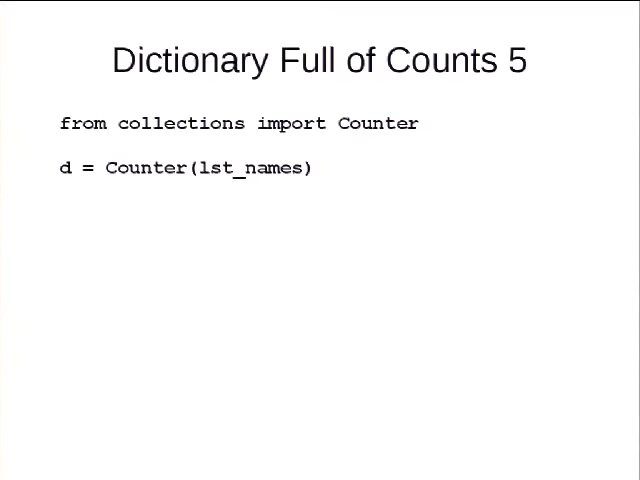 Dictionary Full of Counts 5
from collections import Counter
d = Counter(lst_names)